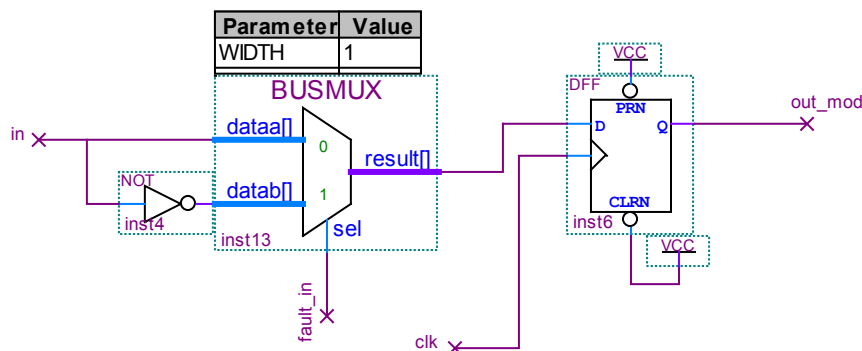 Parameter Value
WIDTH 1
BUSMUX
VCC
DFF
PRN
out_mod
in
dataa[]
0
result[]
D
Q
NOT
datab[]
1
CLRN
inst4
inst13
sel
inst6
VCC
fault_in
clk